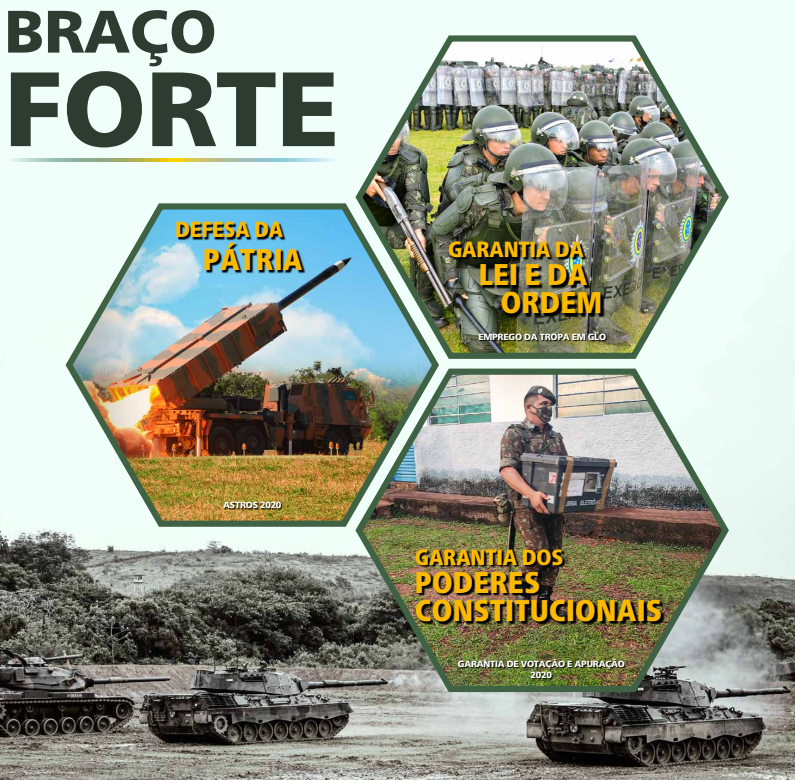 BRAÇO
FORTE
DEFESA DA
PÁTRIA
ASTROS 2020
GARANTIA DA
LEI E DA
ORDEM
EMPREGO DA TROPA EM GLO
GARANTIA DOS
PODERES
CONSTITUCIONAIS
GARANTIA DE VOTAÇÃO E APURAÇÃO
2020